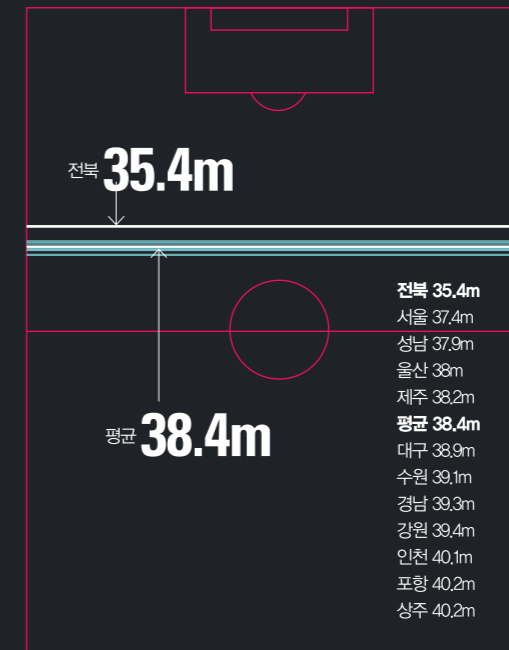 전북 35.4m
전북 35.4m
서울 37.4m
성남 37.9m
울산 38m
제주 38.2m
평균 38.4m
평균 38.4m
대구 38.9m
수원 39.1m
경남 39.3m
강원 39.4m
인천 40.1m
포항 40.2m
상주 40.2m